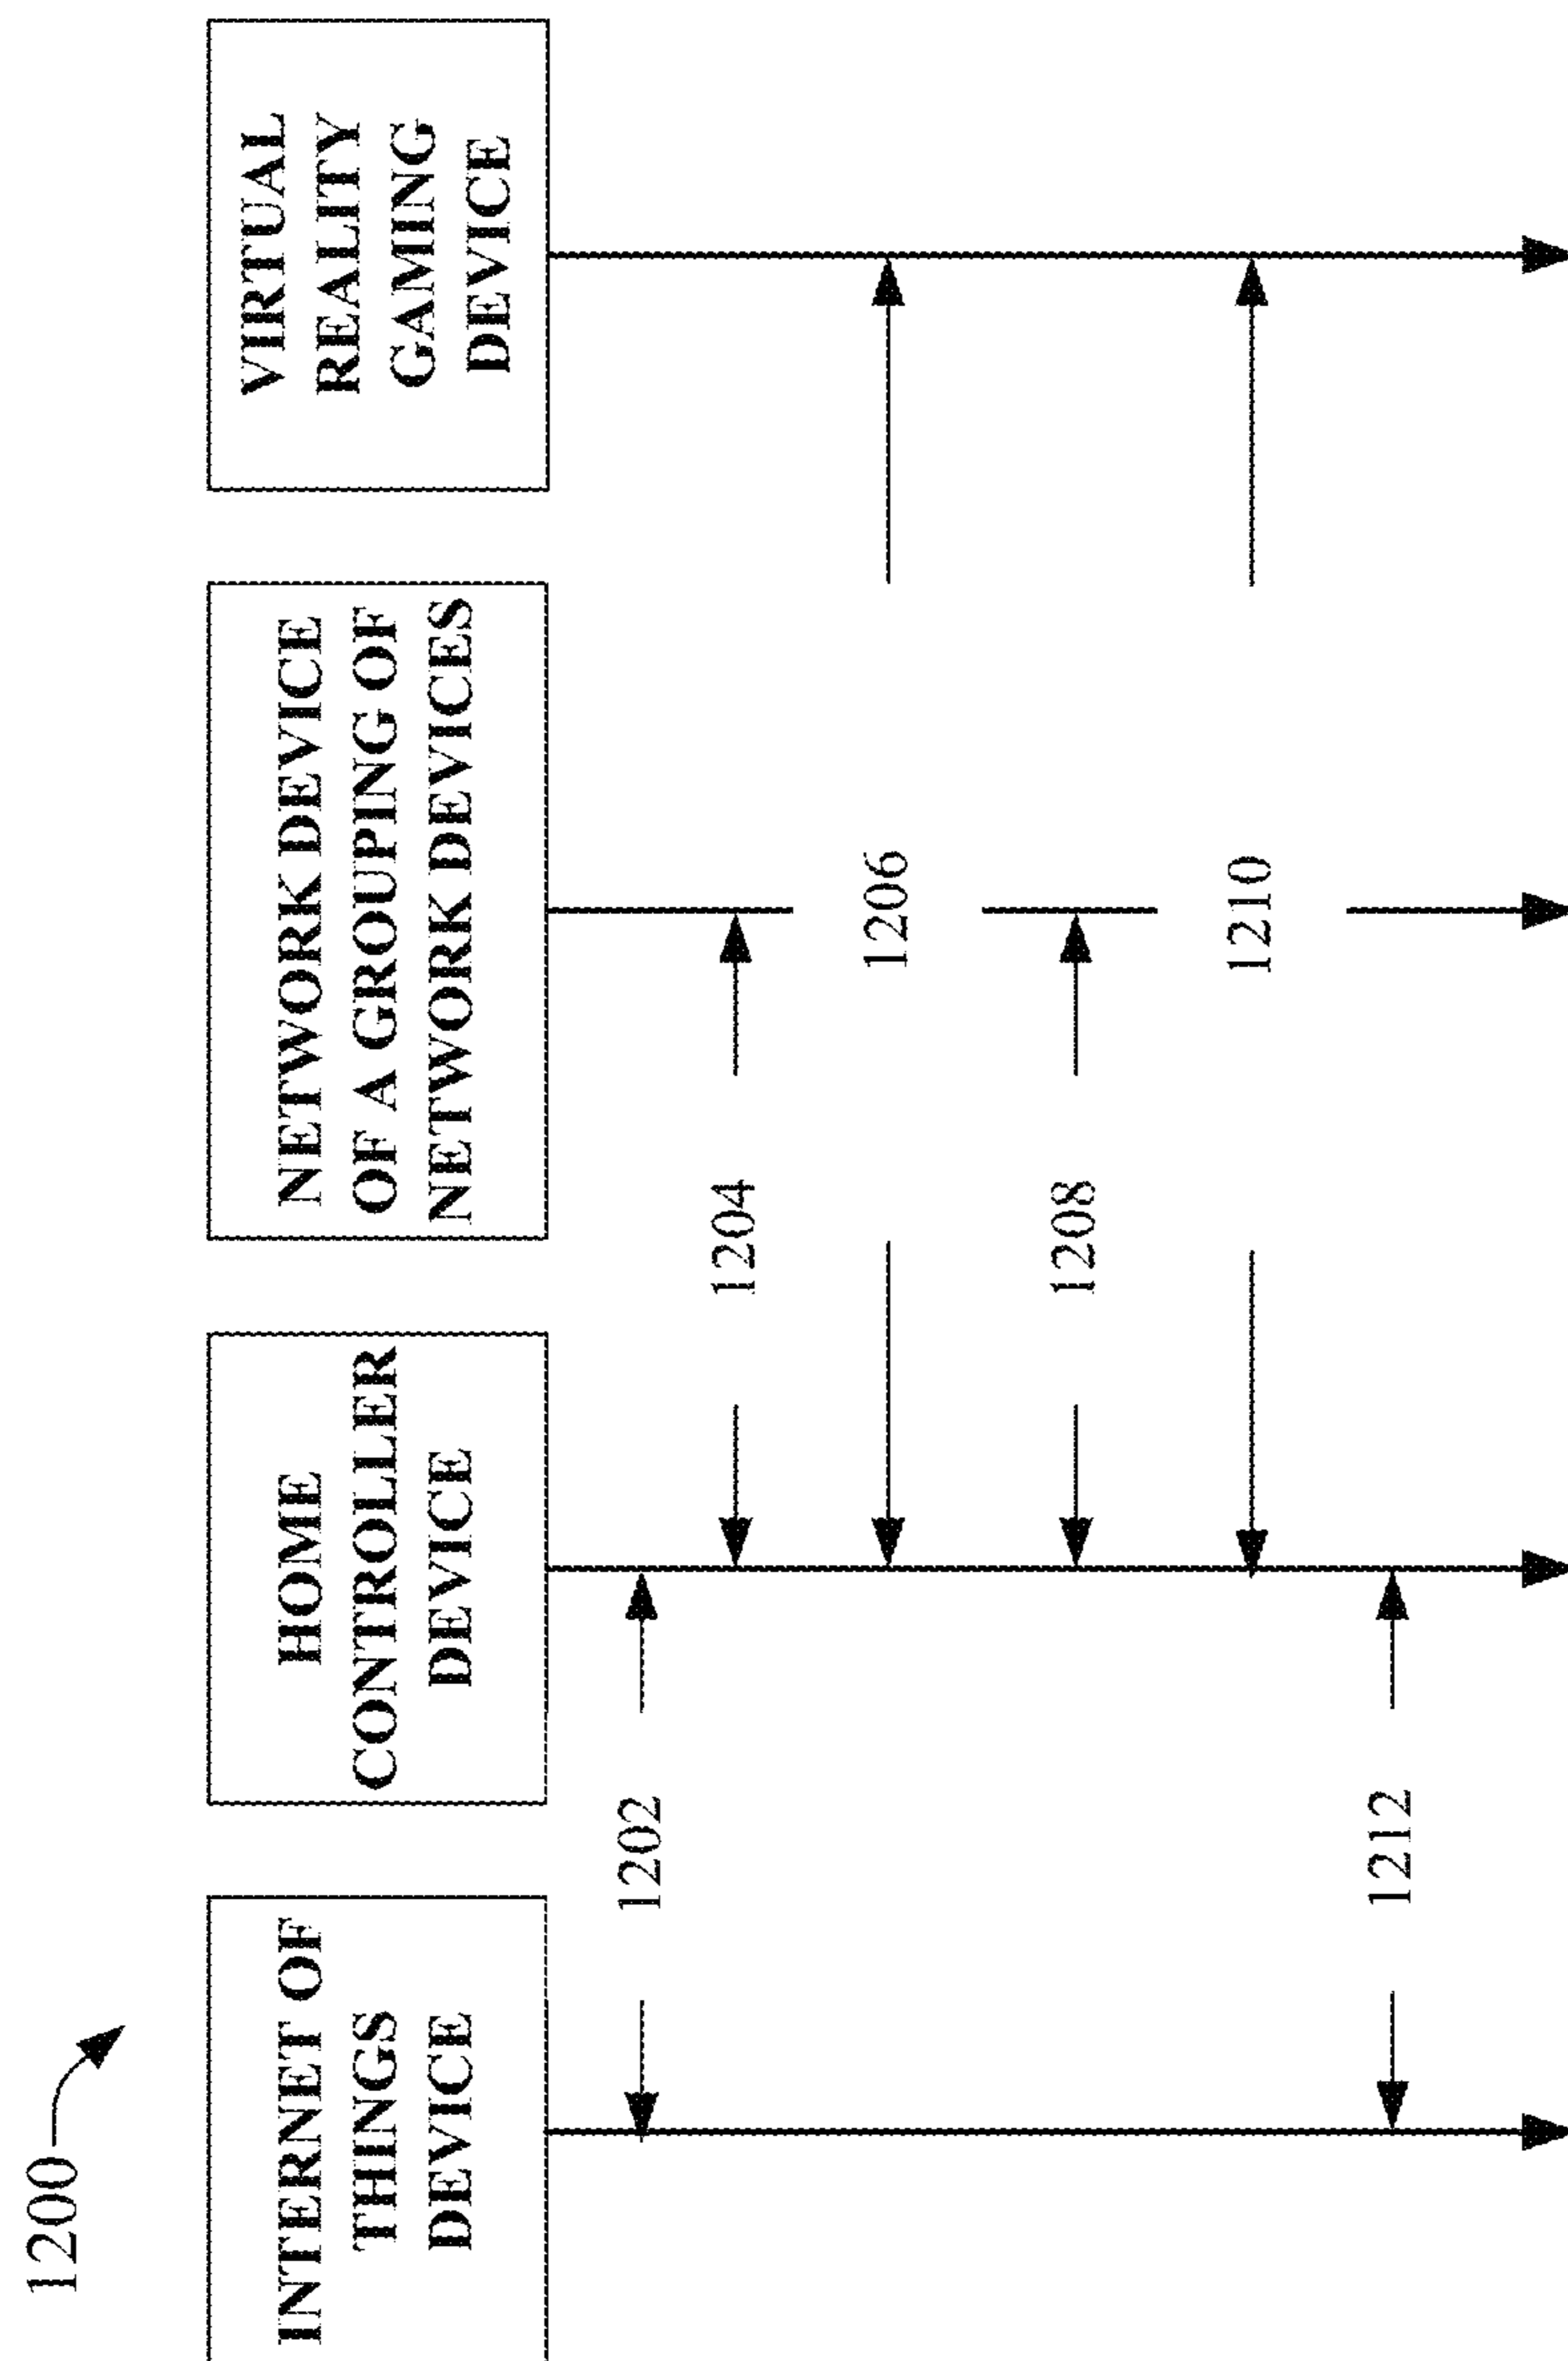 1200
INTERNET OF
THINGS
DEVICE
HOME
CONTROLLER
DEVICE
NETWORK DEVICE
OF A GROUPING OF
NETWORK DEVICES
VIRTUAL
REALITY
GAMING
DEVICE
1202
1204
1206
1208
1210
1212